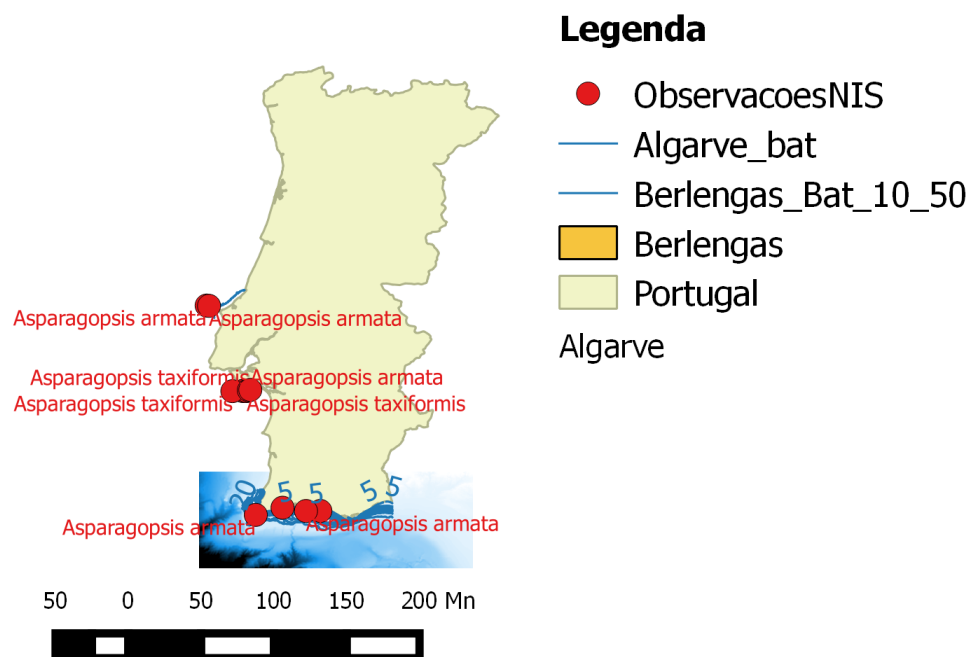 Legenda
ObservacoesNIS
Algarve_bat
Berlengas_Bat_10_50
Berlengas
Portugal
Algarve
Asparagopsis armata Asparagopsis armata
Asparagopsis taxiformis Asparagopsis armata
Asparagopsis taxiformis Asparagopsis taxiformis
20 5 5 5 5
Asparagopsis armata Asparagopsis armata
50 0 50 100 150 200 Mn